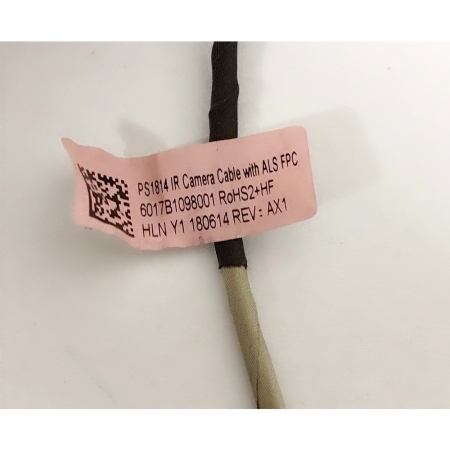 PS1814 IR Camera Cable with ALS FPC
6017B1098001 RoHS2+HF
HLN Y1 180614 REV: AX1